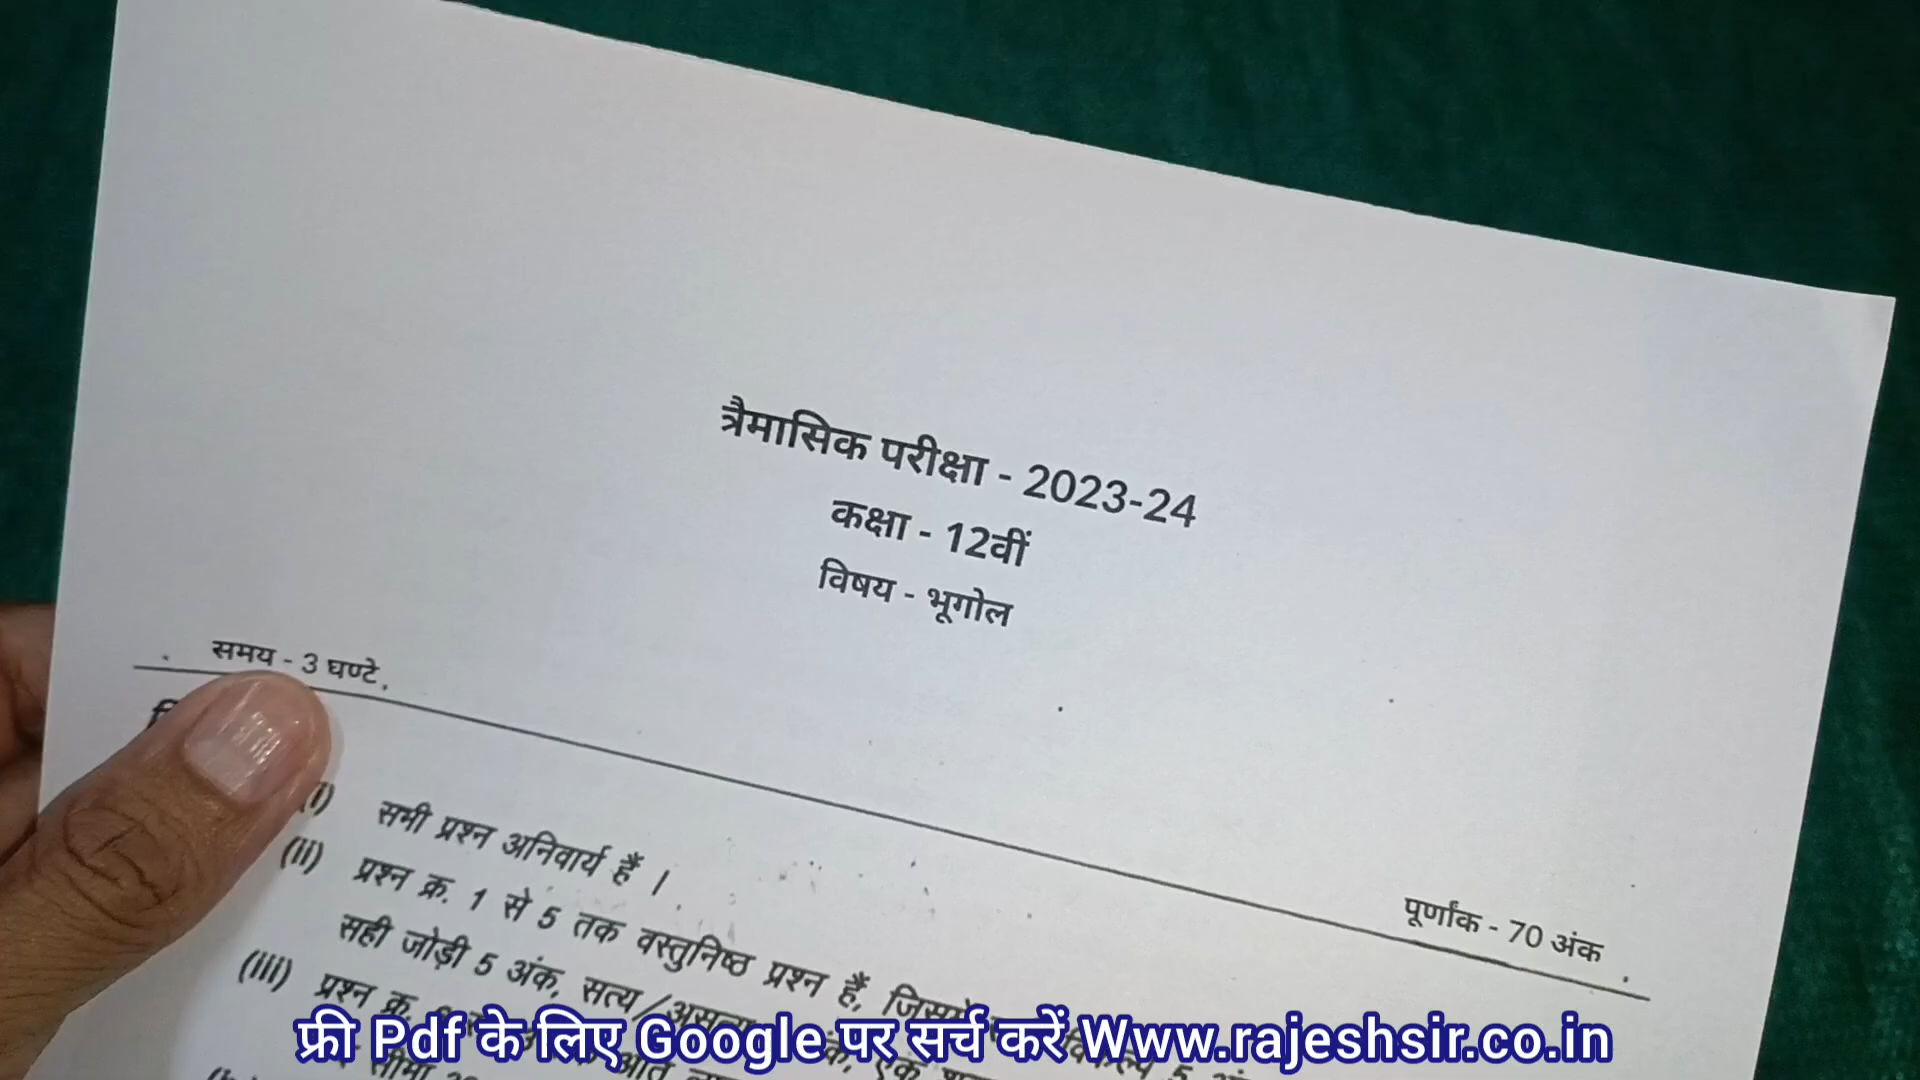 त्रैमासिक परीक्षा - 2023-24
कक्षा - 12वीं
विषय - भूगोल
समय - 3 घण्टे
पूर्णांक - 70 अंक
(i) सभी प्रश्न अनिवार्य हैं ।
(ii) प्रश्न क्र. 1 से 5 तक वस्तुनिष्ठ प्रश्न हैं,
सही जोड़ी 5 अंक, सत्य/
(iii) प्रश्न क्र.
फ्री Pdf के लिए Google पर सर्च करें Www.rajeshsir.co.in